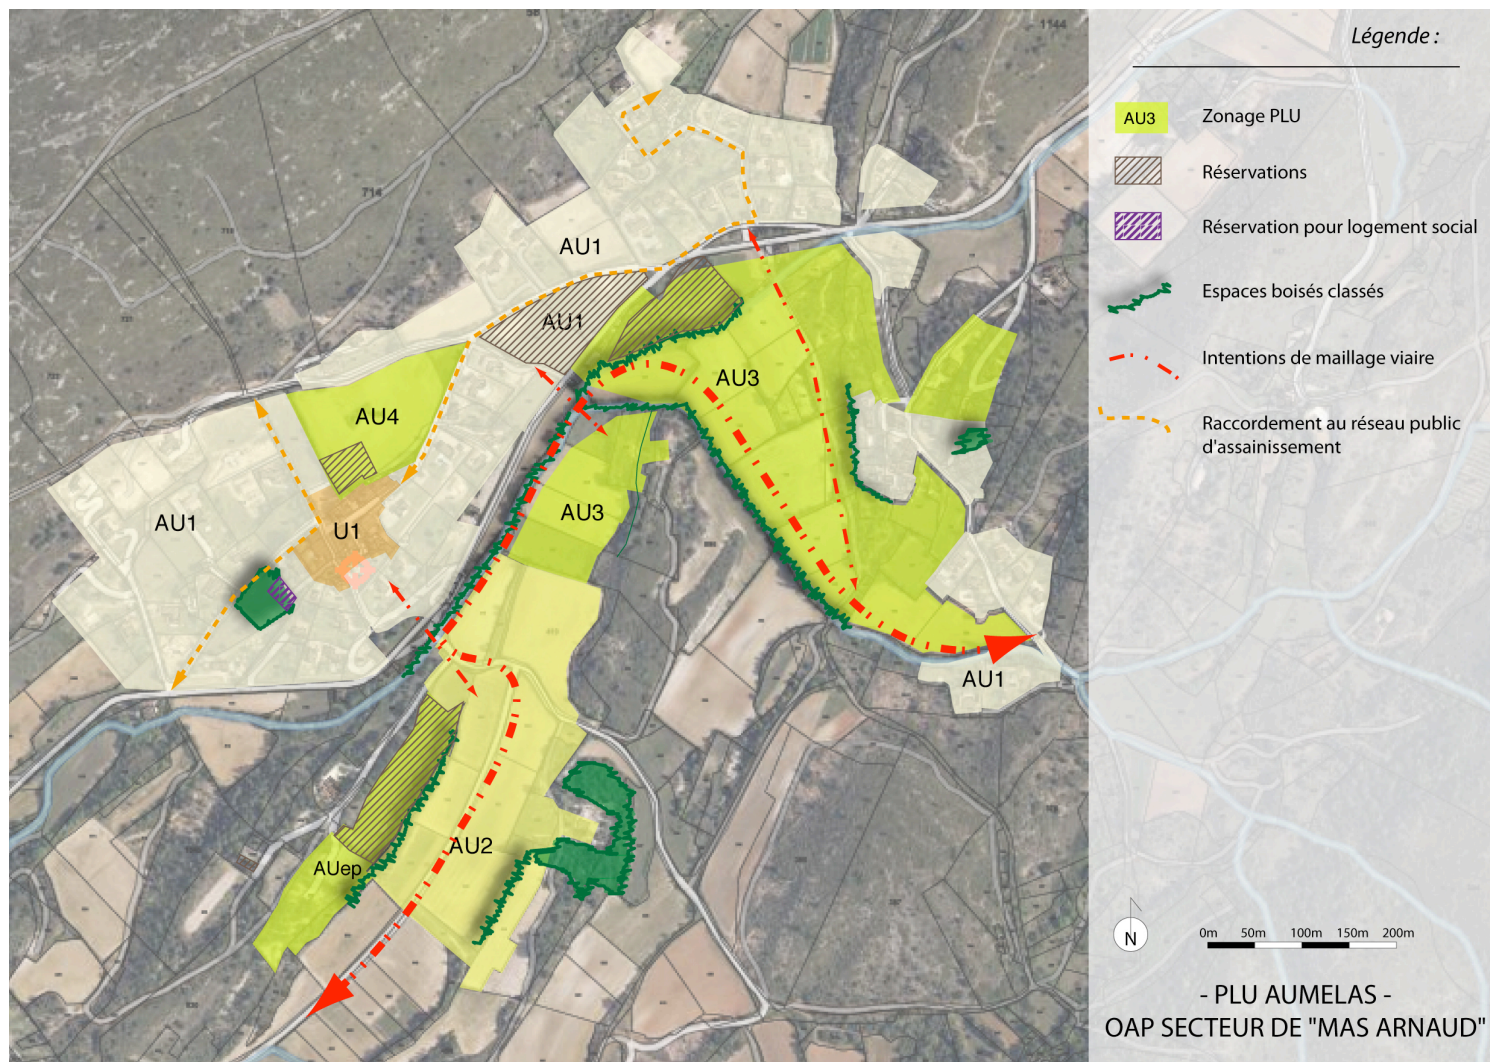 1144
714
AU1
AU1
AU3
AU4
AU1
U1
AU3
AU1
AU2
AUep
Légende :
AU3
Zonage PLU
Réservations
Réservation pour logement social
Espaces boisés classés
Intentions de maillage viaire
Raccordement au réseau public
d'assainissement
N
0m 50m 100m 150m 200m
- PLU AUMELAS -
OAP SECTEUR DE "MAS ARNAUD"